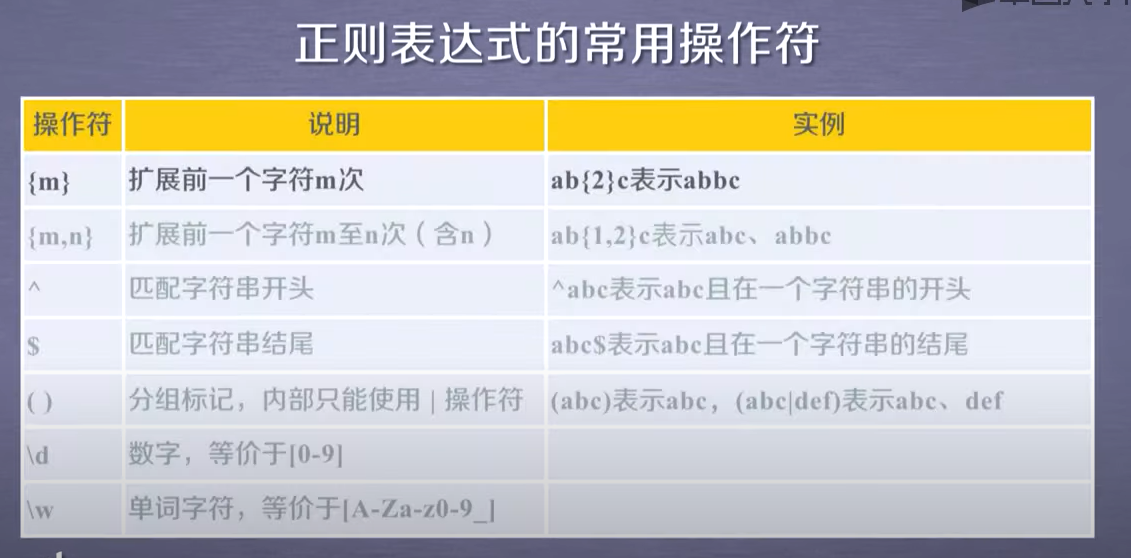 正则表达式的常用操作符
操作符 说明 实例
{m} 扩展前一个字符m次 ab{2}c表示abbc
{m,n} 扩展前一个字符m至n次（含n） ab{1,2}c表示abc、abbc
^ 匹配字符串开头 ^abc表示abc且在一个字符串的开头
$ 匹配字符串结尾 abc$表示abc且在一个字符串的结尾
( ) 分组标记，内部只能使用 | 操作符 (abc)表示abc，(abc|def)表示abc、def
\d 数字，等价于[0-9]
\w 单词字符，等价于[A-Za-z0-9_]